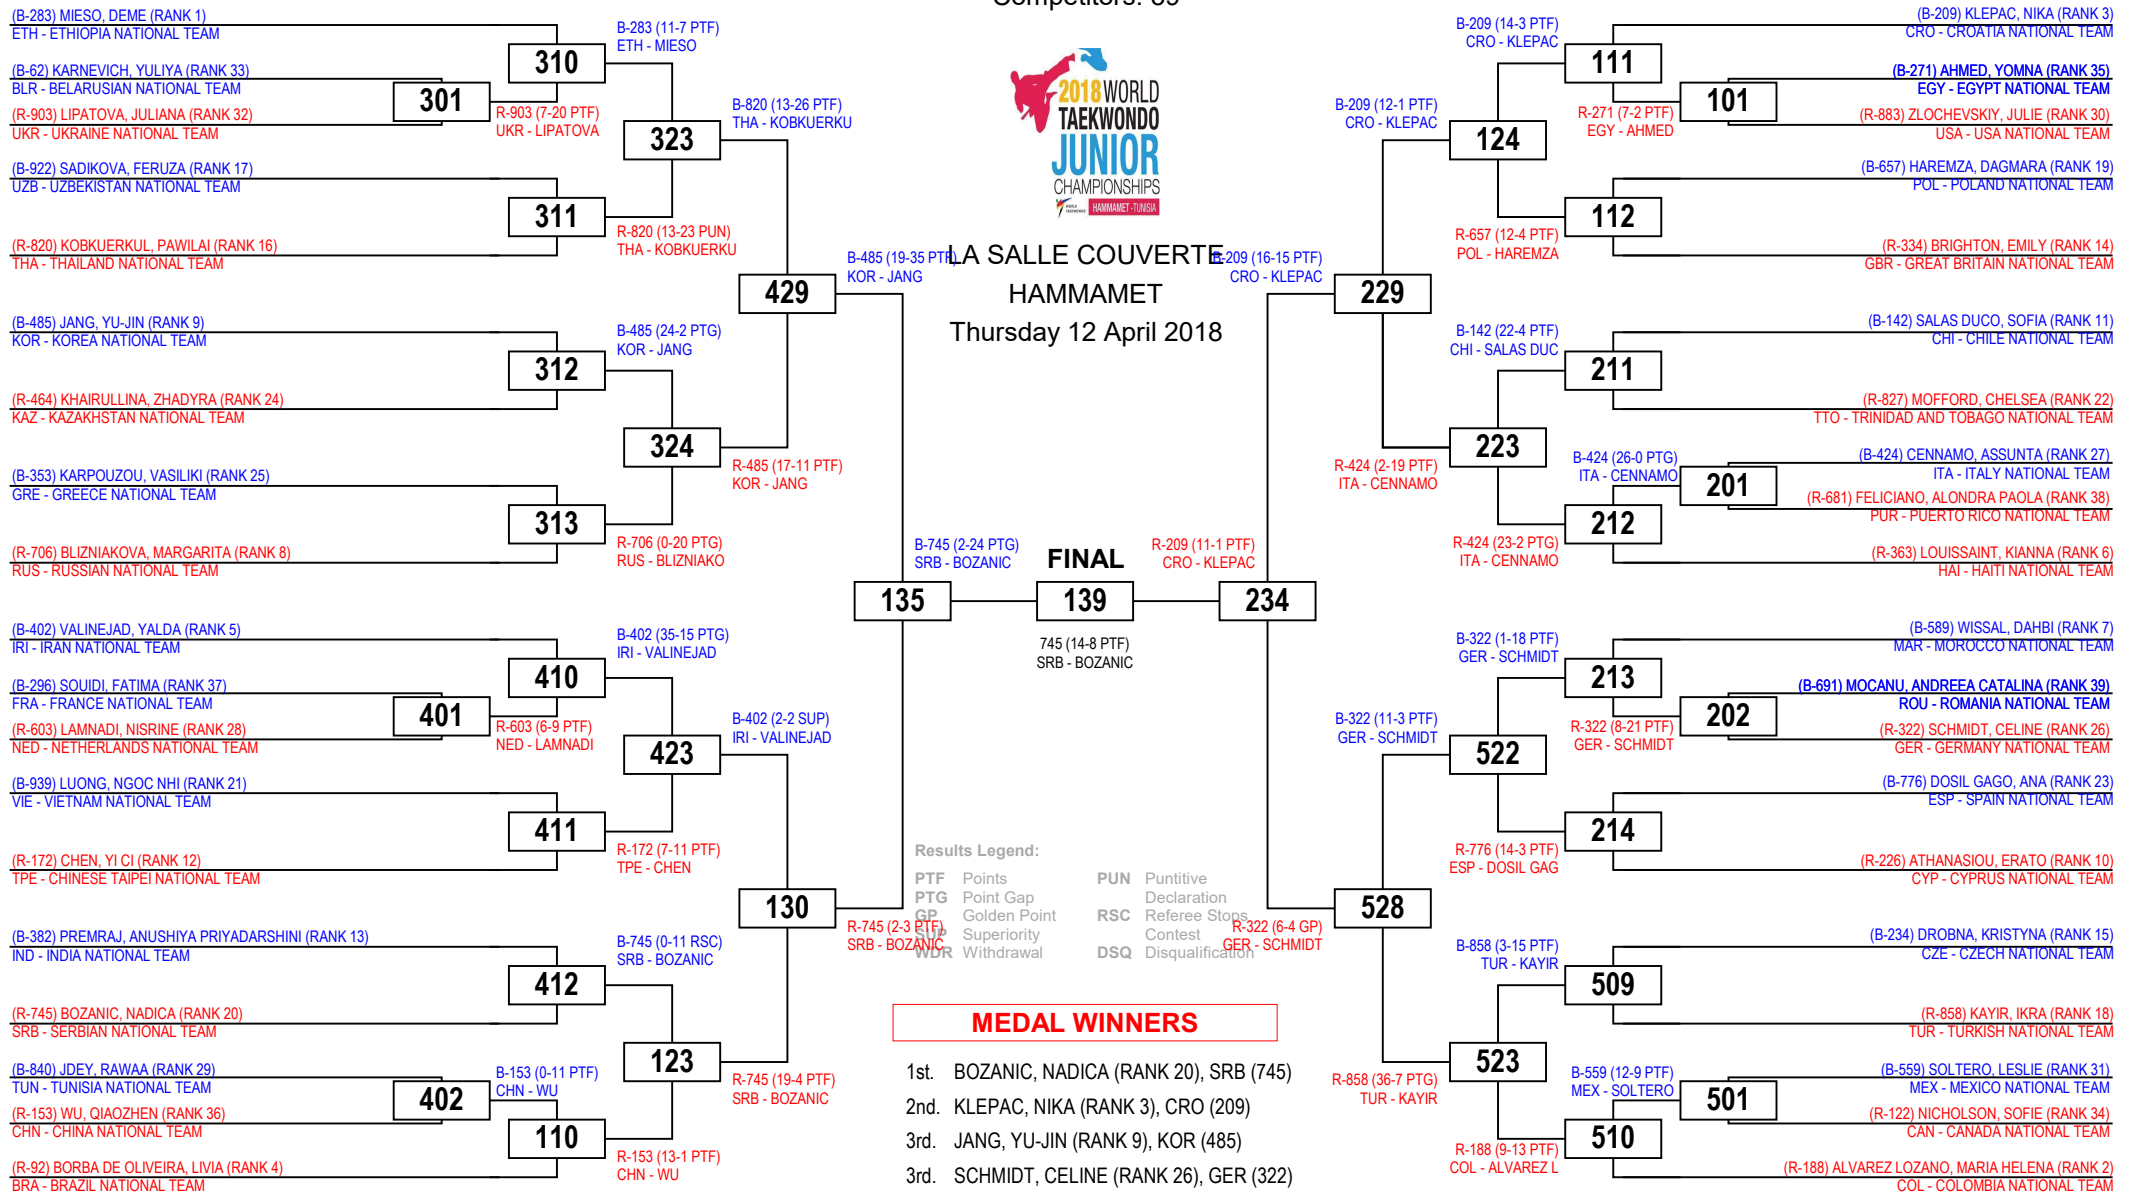 Competitors: 39
(B-283) MIESO, DEME (RANK 1)
ETH - ETHIOPIA NATIONAL TEAM
(B-62) KARNEVICH, YULIYA (RANK 33)
BLR - BELARUSIAN NATIONAL TEAM
(R-903) LIPATOVA, JULIANA (RANK 32)
UKR - UKRAINE NATIONAL TEAM
(B-922) SADIKOVA, FERUZA (RANK 17)
UZB - UZBEKISTAN NATIONAL TEAM
(R-820) KOBKUERKUL, PAWILAI (RANK 16)
THA - THAILAND NATIONAL TEAM
(B-485) JANG, YU-JIN (RANK 9)
KOR - KOREA NATIONAL TEAM
(R-464) KHAIRULLINA, ZHADYRA (RANK 24)
KAZ - KAZAKHSTAN NATIONAL TEAM
(B-353) KARPOUZOU, VASILIKI (RANK 25)
GRE - GREECE NATIONAL TEAM
(R-706) BLIZNIAKOVA, MARGARITA (RANK 8)
RUS - RUSSIAN NATIONAL TEAM
(B-402) VALINEJAD, YALDA (RANK 5)
IRI - IRAN NATIONAL TEAM
(B-296) SOUIDI, FATIMA (RANK 37)
FRA - FRANCE NATIONAL TEAM
(R-603) LAMNADI, NISRINE (RANK 28)
NED - NETHERLANDS NATIONAL TEAM
(B-939) LUONG, NGOC NHI (RANK 21)
VIE - VIETNAM NATIONAL TEAM
(R-172) CHEN, YI CI (RANK 12)
TPE - CHINESE TAIPEI NATIONAL TEAM
(B-382) PREMRAJ, ANUSHIYA PRIYADARSHINI (RANK 13)
IND - INDIA NATIONAL TEAM
(R-745) BOZANIC, NADICA (RANK 20)
SRB - SERBIAN NATIONAL TEAM
(B-840) JDEY, RAWAA (RANK 29)
TUN - TUNISIA NATIONAL TEAM
(R-153) WU, QIAOZHEN (RANK 36)
CHN - CHINA NATIONAL TEAM
(R-92) BORBA DE OLIVEIRA, LIVIA (RANK 4)
BRA - BRAZIL NATIONAL TEAM
301
R-903 (7-20 PTF)
UKR - LIPATOVA
401
R-603 (6-9 PTF)
NED - LAMNADI
402
B-153 (0-11 PTF)
CHN - WU
310
B-283 (11-7 PTF)
ETH - MIESO
311
R-820 (13-23 PUN)
THA - KOBKUERKU
312
B-485 (24-2 PTG)
KOR - JANG
313
R-706 (0-20 PTG)
RUS - BLIZNIAKO
410
B-402 (35-15 PTG)
IRI - VALINEJAD
411
R-172 (7-11 PTF)
TPE - CHEN
412
B-745 (0-11 RSC)
SRB - BOZANIC
110
R-153 (13-1 PTF)
CHN - WU
323
B-820 (13-26 PTF)
THA - KOBKUERKU
324
R-485 (17-11 PTF)
KOR - JANG
423
B-402 (2-2 SUP)
IRI - VALINEJAD
123
R-745 (19-4 PTF)
SRB - BOZANIC
429
B-485 (19-35 PTF)
KOR - JANG
130
R-745 (2-3 PTF)
SRB - BOZANIC
135
B-745 (2-24 PTG)
SRB - BOZANIC
2018 WORLD
TAEKWONDO
JUNIOR
CHAMPIONSHIPS
WORLD
TAEKWONDO
HAMMAMET - TUNISIA
LA SALLE COUVERTE
HAMMAMET
Thursday 12 April 2018
FINAL
139
745 (14-8 PTF)
SRB - BOZANIC
R-209 (11-1 PTF)
CRO - KLEPAC
234
B-209 (16-15 PTF)
CRO - KLEPAC
229
R-322 (6-4 GP)
GER - SCHMIDT
528
B-209 (12-1 PTF)
CRO - KLEPAC
124
R-424 (2-19 PTF)
ITA - CENNAMO
223
B-322 (11-3 PTF)
GER - SCHMIDT
522
R-858 (36-7 PTG)
TUR - KAYIR
523
B-209 (14-3 PTF)
CRO - KLEPAC
111
R-657 (12-4 PTF)
POL - HAREMZA
112
B-142 (22-4 PTF)
CHI - SALAS DUC
211
R-424 (23-2 PTG)
ITA - CENNAMO
212
B-322 (1-18 PTF)
GER - SCHMIDT
213
R-776 (14-3 PTF)
ESP - DOSIL GAG
214
B-858 (3-15 PTF)
TUR - KAYIR
509
R-188 (9-13 PTF)
COL - ALVAREZ L
510
R-271 (7-2 PTF)
EGY - AHMED
101
B-424 (26-0 PTG)
ITA - CENNAMO
201
R-322 (8-21 PTF)
GER - SCHMIDT
202
B-559 (12-9 PTF)
MEX - SOLTERO
501
(B-209) KLEPAC, NIKA (RANK 3)
CRO - CROATIA NATIONAL TEAM
(B-271) AHMED, YOMNA (RANK 35)
EGY - EGYPT NATIONAL TEAM
(R-883) ZLOCHEVSKIY, JULIE (RANK 30)
USA - USA NATIONAL TEAM
(B-657) HAREMZA, DAGMARA (RANK 19)
POL - POLAND NATIONAL TEAM
(R-334) BRIGHTON, EMILY (RANK 14)
GBR - GREAT BRITAIN NATIONAL TEAM
(B-142) SALAS DUCO, SOFIA (RANK 11)
CHI - CHILE NATIONAL TEAM
(R-827) MOFFORD, CHELSEA (RANK 22)
TTO - TRINIDAD AND TOBAGO NATIONAL TEAM
(B-424) CENNAMO, ASSUNTA (RANK 27)
ITA - ITALY NATIONAL TEAM
(R-681) FELICIANO, ALONDRA PAOLA (RANK 38)
PUR - PUERTO RICO NATIONAL TEAM
(R-363) LOUISSAINT, KIANNA (RANK 6)
HAI - HAITI NATIONAL TEAM
(B-589) WISSAL, DAHBI (RANK 7)
MAR - MOROCCO NATIONAL TEAM
(B-691) MOCANU, ANDREEA CATALINA (RANK 39)
ROU - ROMANIA NATIONAL TEAM
(R-322) SCHMIDT, CELINE (RANK 26)
GER - GERMANY NATIONAL TEAM
(B-776) DOSIL GAGO, ANA (RANK 23)
ESP - SPAIN NATIONAL TEAM
(R-226) ATHANASIOU, ERATO (RANK 10)
CYP - CYPRUS NATIONAL TEAM
(B-234) DROBNA, KRISTYNA (RANK 15)
CZE - CZECH NATIONAL TEAM
(R-858) KAYIR, IKRA (RANK 18)
TUR - TURKISH NATIONAL TEAM
(B-559) SOLTERO, LESLIE (RANK 31)
MEX - MEXICO NATIONAL TEAM
(R-122) NICHOLSON, SOFIE (RANK 34)
CAN - CANADA NATIONAL TEAM
(R-188) ALVAREZ LOZANO, MARIA HELENA (RANK 2)
COL - COLOMBIA NATIONAL TEAM
Results Legend:
PTF Points
PTG Point Gap
GP Golden Point
SUP Superiority
WDR Withdrawal
PUN Puntitive
Declaration
RSC Referee Stops
Contest
DSQ Disqualification
MEDAL WINNERS
1st. BOZANIC, NADICA (RANK 20), SRB (745)
2nd. KLEPAC, NIKA (RANK 3), CRO (209)
3rd. JANG, YU-JIN (RANK 9), KOR (485)
3rd. SCHMIDT, CELINE (RANK 26), GER (322)